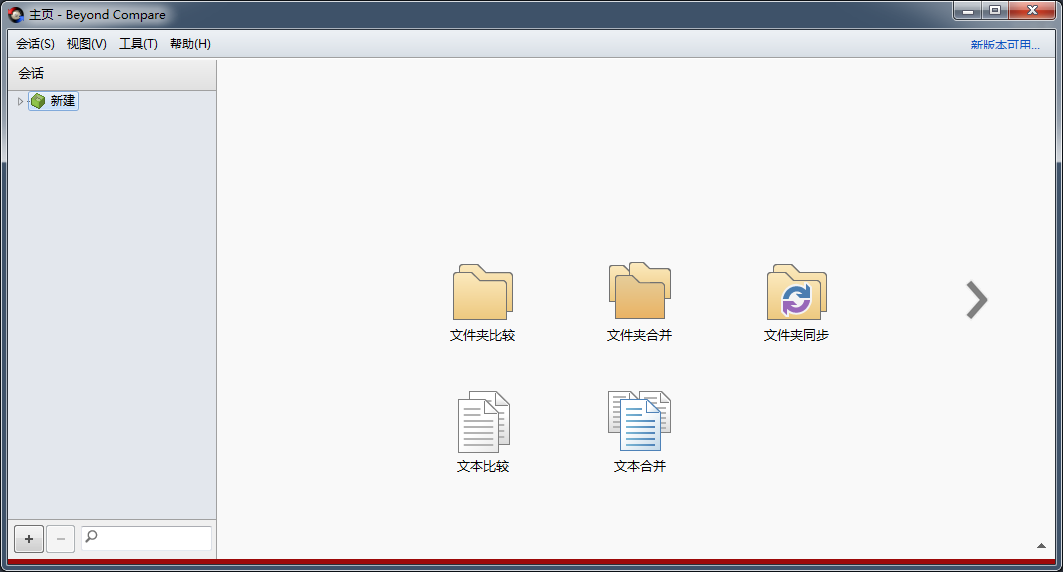 主页 - Beyond Compare
会话(S) 视图(V) 工具(T) 帮助(H) 新版本可用...
会话
新建
文件夹比较 文件夹合并 文件夹同步
文本比较 文本合并